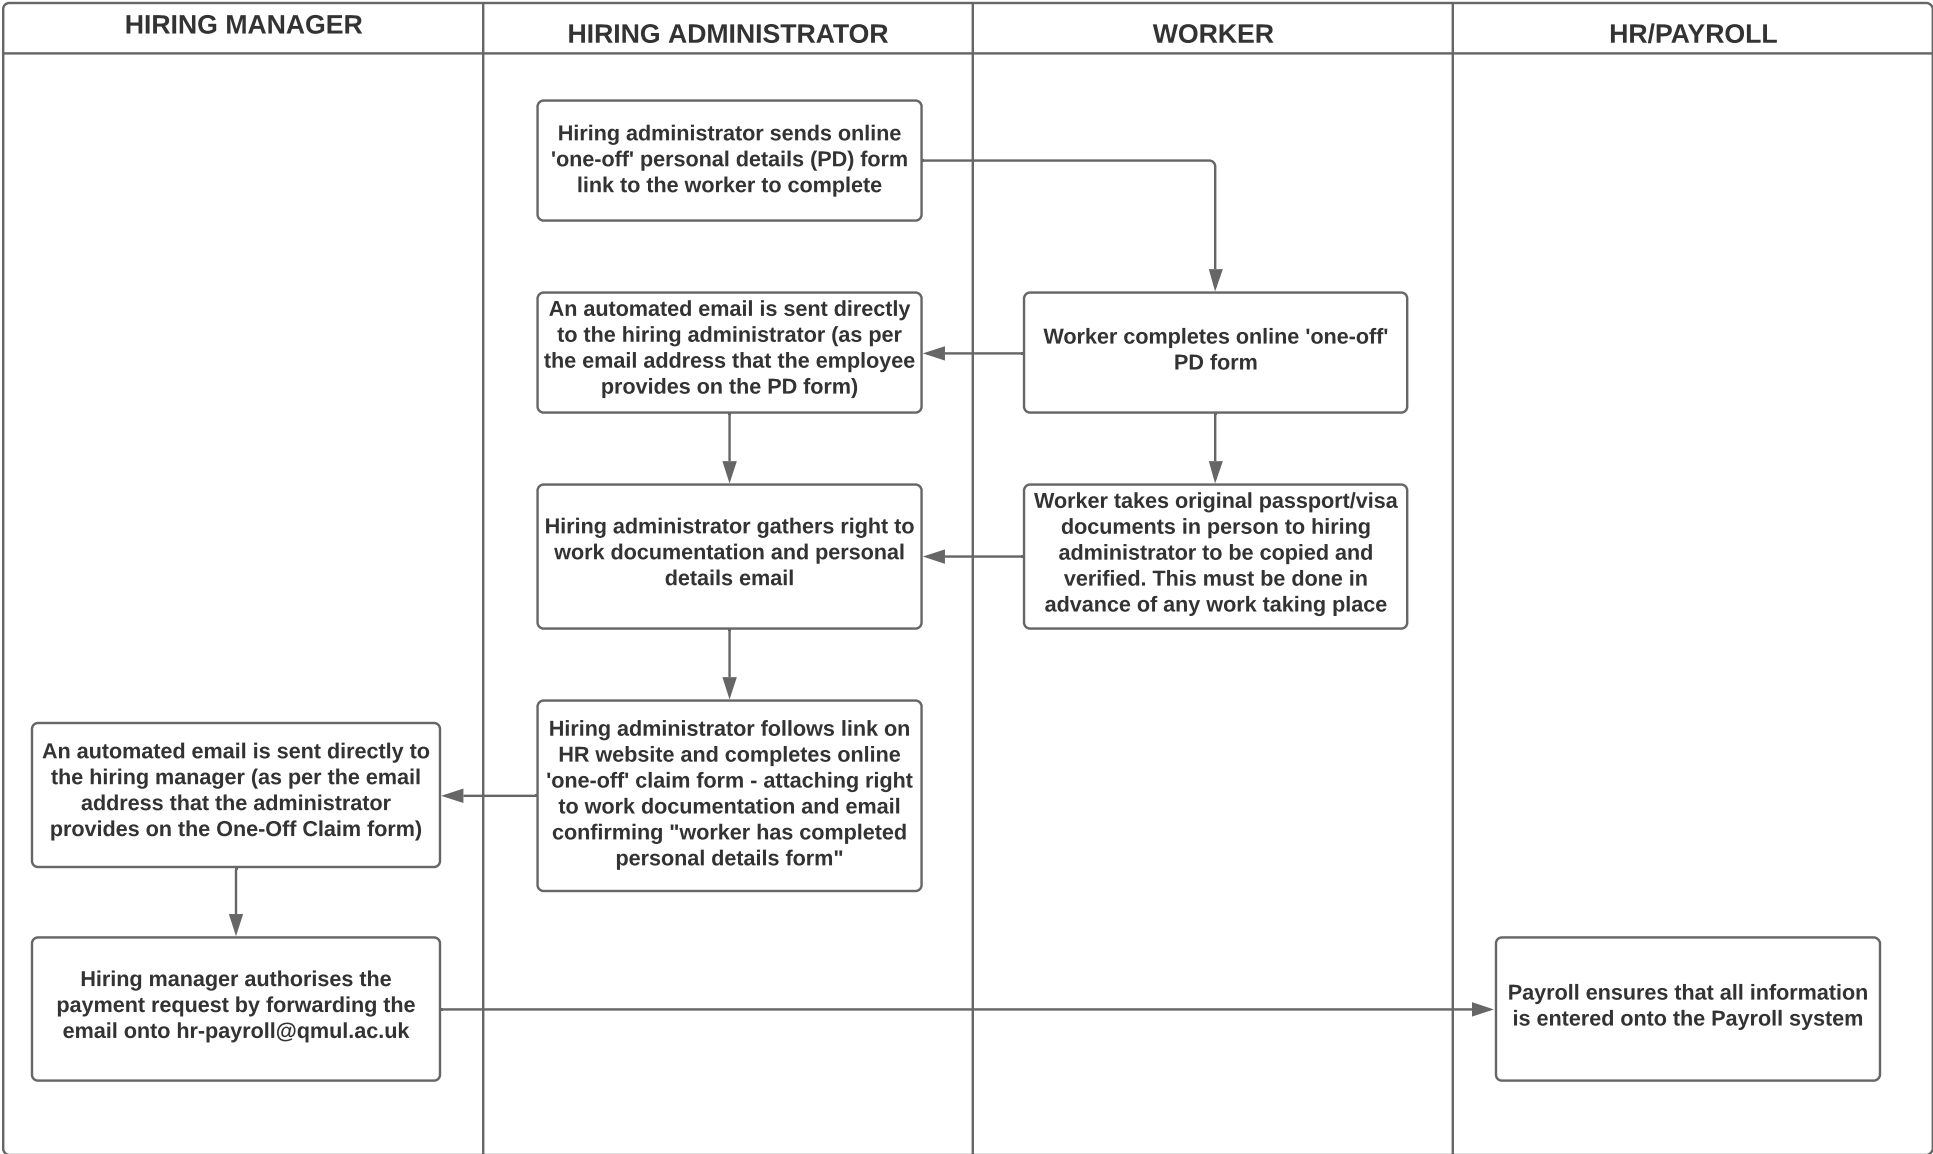 HIRING MANAGER
HIRING ADMINISTRATOR
WORKER
HR/PAYROLL
Hiring administrator sends online
'one-off' personal details (PD) form
link to the worker to complete
An automated email is sent directly
to the hiring administrator (as per
the email address that the employee
provides on the PD form)
Worker completes online 'one-off'
PD form
Hiring administrator gathers right to
work documentation and personal
details email
Worker takes original passport/visa
documents in person to hiring
administrator to be copied and
verified. This must be done in
advance of any work taking place
An automated email is sent directly to
the hiring manager (as per the email
address that the administrator
provides on the One-Off Claim form)
Hiring administrator follows link on
HR website and completes online
'one-off' claim form - attaching right
to work documentation and email
confirming "worker has completed
personal details form"
Hiring manager authorises the
payment request by forwarding the
email onto hr-payroll@qmul.ac.uk
Payroll ensures that all information
is entered onto the Payroll system